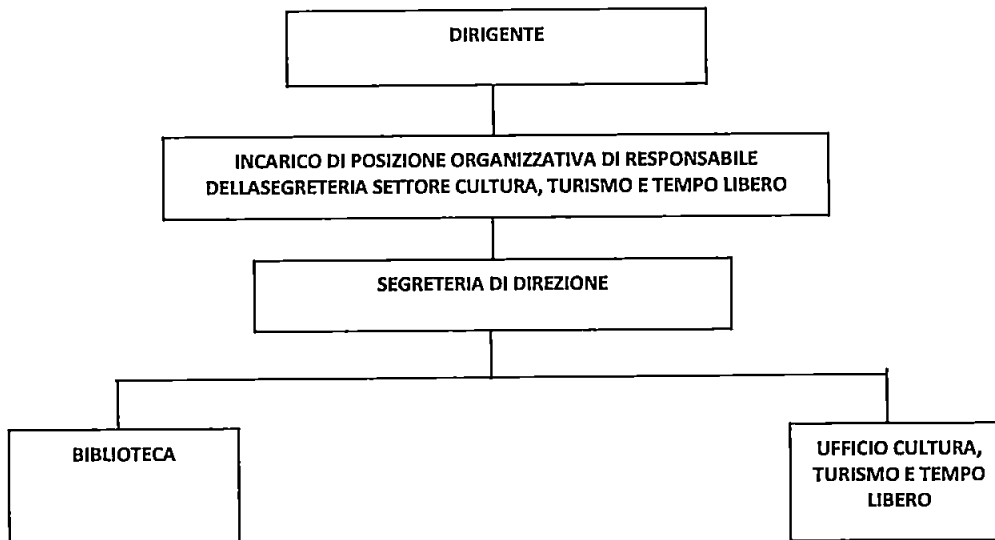 DIRIGENTE
INCARICO DI POSIZIONE ORGANIZZATIVA DI RESPONSABILE
DELLASEGRETERIA SETTORE CULTURA, TURISMO E TEMPO LIBERO
SEGRETERIA DI DIREZIONE
BIBLIOTECA
UFFICIO CULTURA,
TURISMO E TEMPO
LIBERO